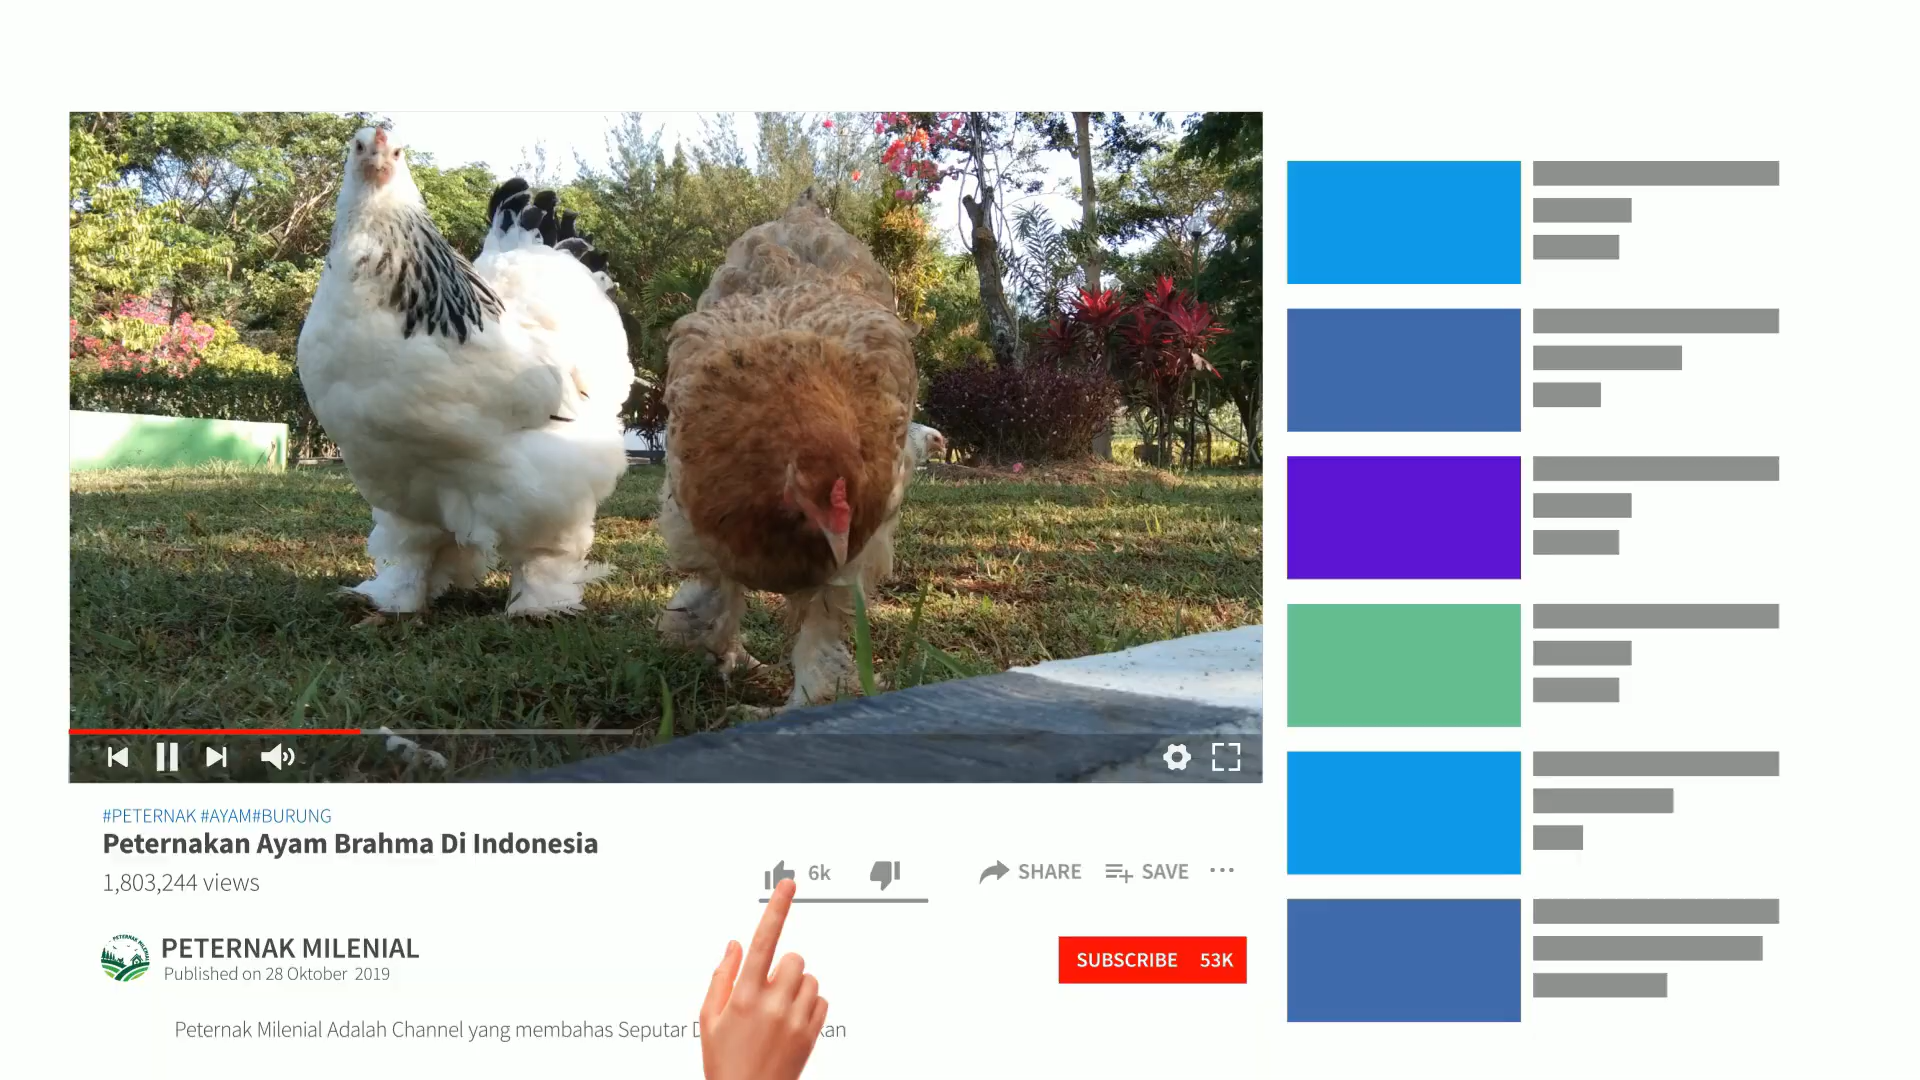 #PETERNAK #AYAM#BURUNG
Peternakan Ayam Brahma Di Indonesia
1,803,244 views
6k
SHARE
SAVE
PETERNAK MILENIAL
Published on 28 Oktober 2019
SUBSCRIBE 53K
Peternak Milenial Adalah Channel yang membahas Seputar